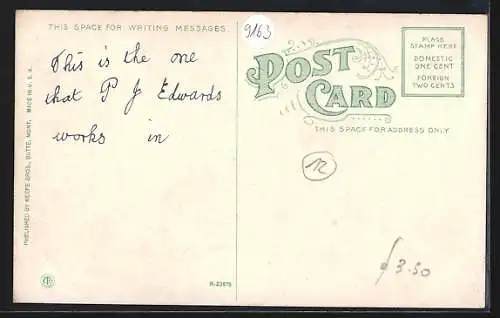 THIS SPACE FOR WRITING MESSAGES.
This is the one
that P J Edwards
works in
PUBLISHED BY KEEFE BROS., BUTTE, MONT. MADE IN U.S.A.
9163
POST
CARD
THIS SPACE FOR ADDRESS ONLY
PLACE
STAMP HERE
DOMESTIC
ONE CENT
FOREIGN
TWO CENTS
12
3.50